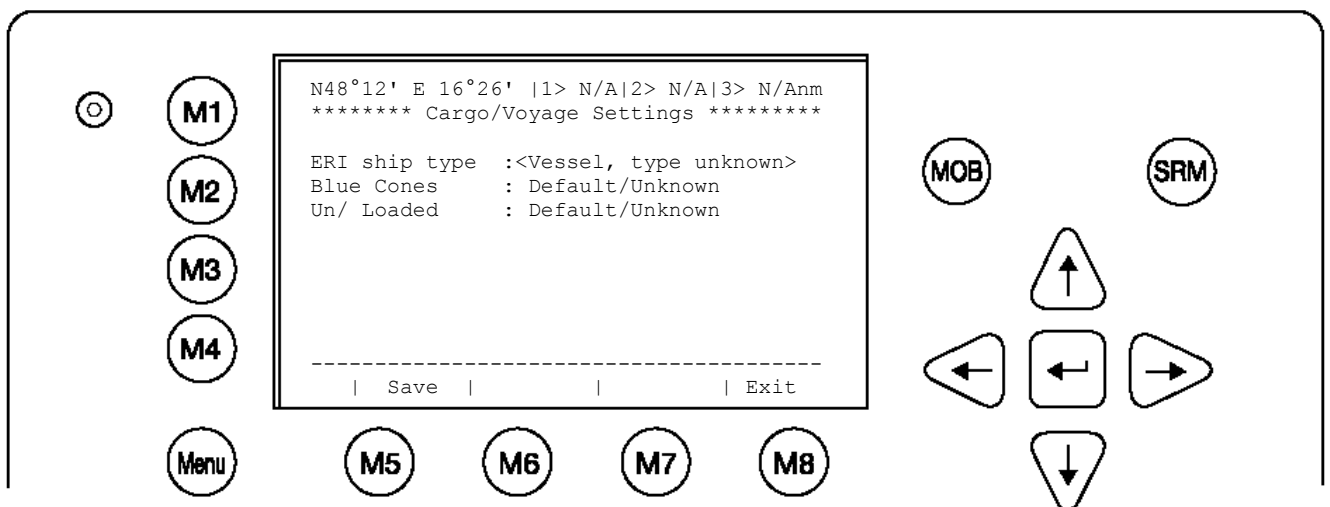 N48°12' E 16°26' |1> N/A|2> N/A|3> N/Anm
******** Cargo/Voyage Settings *********
ERI ship type :<Vessel, type unknown>
Blue Cones : Default/Unknown
Un/ Loaded : Default/Unknown
----------------------------------------
| Save | | | Exit
M1
M2
M3
M4
Menu
M5
M6
M7
M8
MOB
SRM